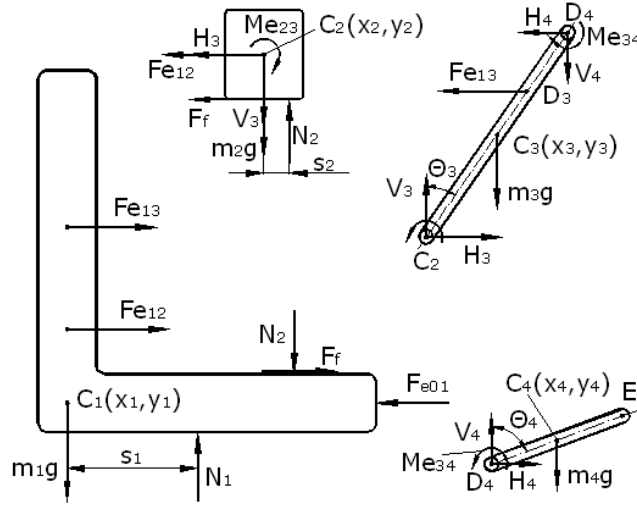 Me23
C2(x2,y2)
H3
Fe12
Ff
V3
N2
m2g
s2
D4
H4
Me34
V4
Fe13
D3
C3(x3,y3)
Θ3
V3
m3g
H3
C2
Fe13
Fe12
N2
Ff
C1(x1,y1)
Fe01
s1
m1g
N1
C4(x4,y4)
E
V4
Θ4
Me34
D4
H4
m4g